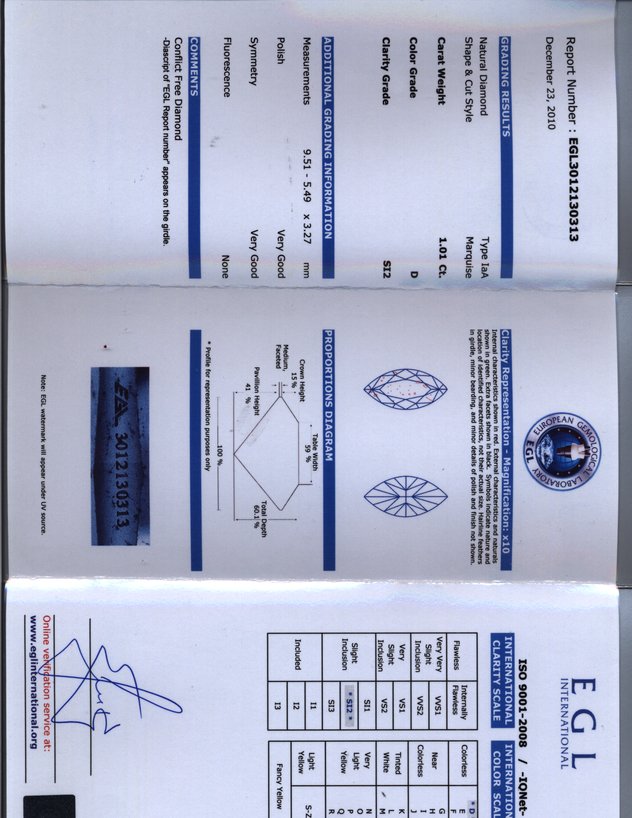 Report Number : EGL3012130313
December 23, 2010
GRADING RESULTS
Natural Diamond Type IaA
Shape & Cut Style Marquise
Carat Weight 1.01 Ct.
Color Grade D
Clarity Grade SI2
ADDITIONAL GRADING INFORMATION
Measurements 9.51 - 5.49 x 3.27 mm
Polish Very Good
Symmetry Very Good
Fluorescence None
COMMENTS
Conflict Free Diamond
-Diascript of "EGL Report number" appears on the girdle.
EUROPEAN GEMOLOGICAL LABORATORY
EGL
Clarity Representation - Magnification: x10
Internal characteristics shown in red. External characteristics and naturals
shown in green. Extra facets shown in black. Symbols indicate nature and
location of identified characteristics, not their actual size. Hairline feathers
in girdle, minor bearding, and minor details of polish and finish not shown.
PROPORTIONS DIAGRAM
Table Width
59 %
Crown Height
15 %
Medium,
Faceted
Pavillion Height
41 %
Total Depth
60.1 %
100 %
* Profile for representation purposes only
EGL 3012130313
Note: EGL watermark will appear under UV source.
EGL
INTERNATIONAL
ISO 9001-2008 / -IQNet-
INTERNATIONAL
CLARITY SCALE
Flawless
Internally
Flawless
Very Very
Slight
Inclusion
VVS1
VVS2
Very
Slight
Inclusion
VS1
VS2
Slight
Inclusion
SI1
* SI2 *
SI3
Included
I1
I2
I3
INTERNATION
COLOR SCAL
Colorless
* D
E
F
Near
Colorless
G
H
I
J
Tinted
White
K
L
M
Very
Light
Yellow
N
O
P
Q
R
Light
Yellow
S-Z
Fancy Yellow
Online verification service at:
www.eglinternational.org